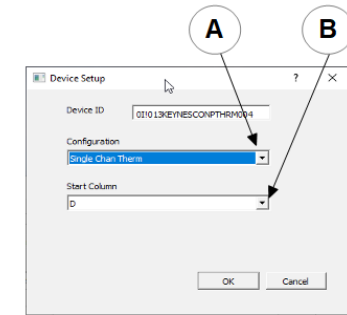 A B
Device Setup ? ×
Device ID 0I!013KEYNESCONPTHRM004
Configuration
Single Chan Therm
Start Column
D
OK Cancel